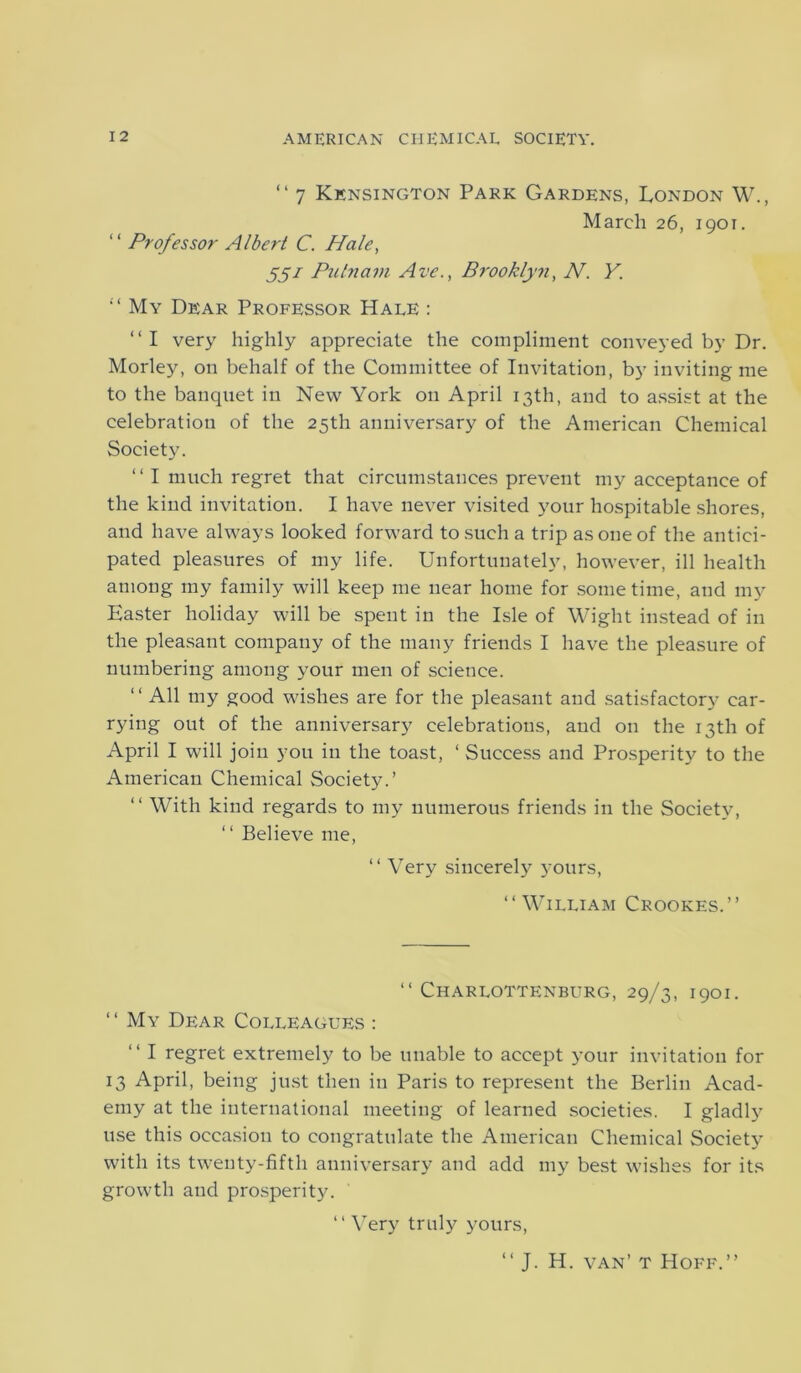 12 AMERICAN CHEMICAL SOCIETY.
“ 7 Kensington Park Gardens, London W.,
March 26, 1901.
“ Professor Albert C. Hale,
551 Putnam Ave., Brooklyn, N. Y.
“ My Dear Professor Hale :
“ I very highly appreciate the compliment conveyed by Dr.
Morley, on behalf of the Committee of Invitation, by inviting me
to the banquet in New York on April 13th, and to assist at the
celebration of the 25th anniversary of the American Chemical
Society.
“ I much regret that circumstances prevent my acceptance of
the kind invitation. I have never visited your hospitable shores,
and have always looked forward to such a trip as one of the antici-
pated pleasures of my life. Unfortunately, however, ill health
among my family will keep me near home for some time, and my
Easter holiday will be spent in the Isle of Wight instead of in
the pleasant company of the many friends I have the pleasure of
numbering among your men of science.
“ All my good wishes are for the pleasant and satisfactory car-
rying out of the anniversary celebrations, and on the 13th of
April I will join you in the toast, ‘ Success and Prosperity to the
American Chemical Society.’
“ With kind regards to my numerous friends in the Society,
“ Believe me,
“ Very sincerely yours,
“ William Crookes.”
“ Charlottenburg, 29/3, 1901.
“ My Dear Colleagues :
“ I regret extremely to be unable to accept your invitation for
13 April, being just then in Paris to represent the Berlin Acad-
emy at the international meeting of learned societies. I gladly
use this occasion to congratulate the American Chemical Society
with its twenty-fifth anniversary and add my best wishes for its
growth and prosperity.
“ Very truly yours,
“ J. H. van’ t Hoff.”